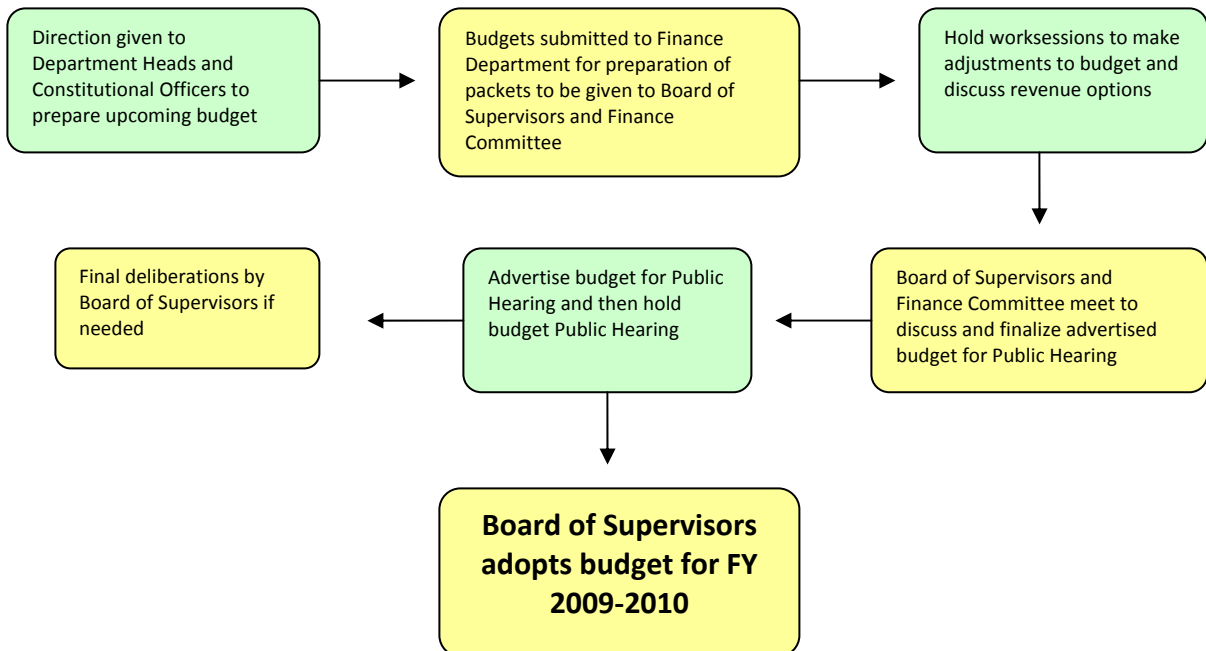 Direction given to
Department Heads and
Constitutional Officers to
prepare upcoming budget
Budgets submitted to Finance
Department for preparation of
packets to be given to Board of
Supervisors and Finance
Committee
Hold worksessions to make
adjustments to budget and
discuss revenue options
Board of Supervisors and
Finance Committee meet to
discuss and finalize advertised
budget for Public Hearing
Advertise budget for Public
Hearing and then hold
budget Public Hearing
Final deliberations by
Board of Supervisors if
needed
Board of Supervisors
adopts budget for FY
2009-2010